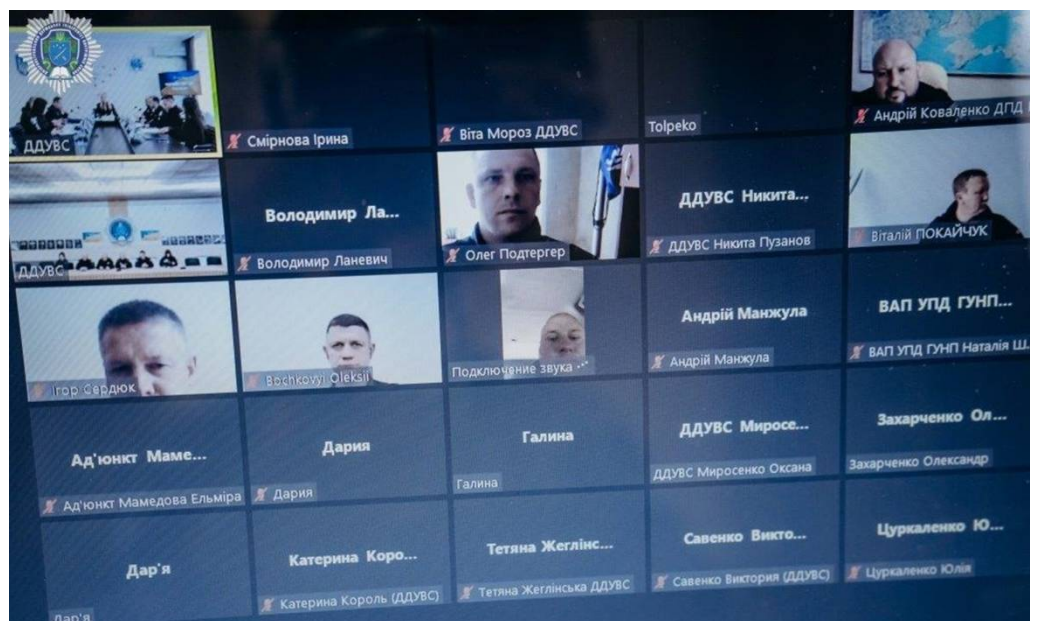 ДДУВС
Смірнова Ірина
Віта Мороз ДДУВС
Tolpeko
Андрій Коваленко ДПД
ДДУВС
Володимир Ла...
Володимир Ланевич
Олег Подтергер
ДДУВС Никита...
ДДУВС Никита Пузанов
Віталій ПОКАЙЧУК
Ігор Сердюк
Bochkovyi Oleksii
Подключение звука ...
Андрій Манжула
Андрій Манжула
ВАП УПД ГУНП...
ВАП УПД ГУНП Наталія Ш.
Ад'юнкт Маме...
Ад'юнкт Мамедова Ельміра
Дария
Дария
Галина
Галина
ДДУВС Миросе...
ДДУВС Миросенко Оксана
Захарченко Ол...
Захарченко Олександр
Дар'я
Дар'я
Катерина Коро...
Катерина Король (ДДУВС)
Тетяна Жеглінс...
Тетяна Жеглінська ДДУВС
Савенко Викто...
Савенко Виктория (ДДУВС)
Цуркаленко Ю...
Цуркаленко Юлія